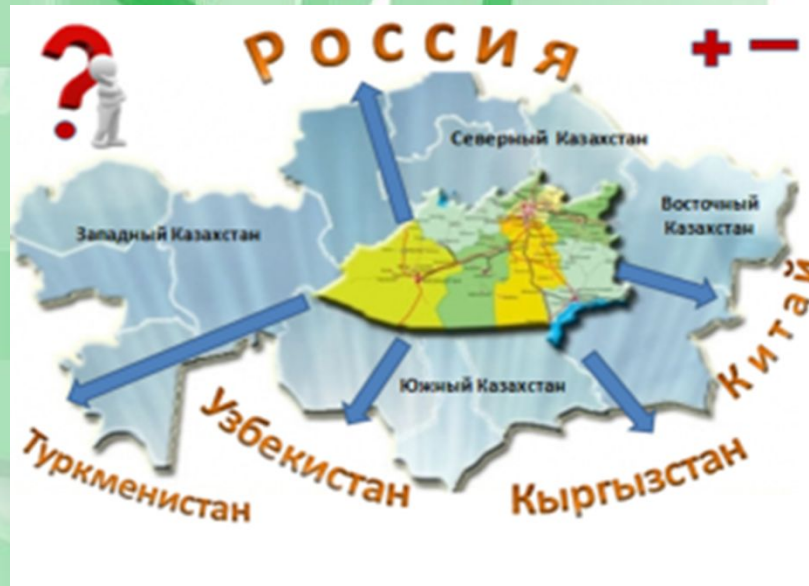 РОССИЯ
Северный Казахстан
Восточный
Казахстан
Западный Казахстан
Китай
Южный Казахстан
Узбекистан
Туркменистан
Кыргызстан